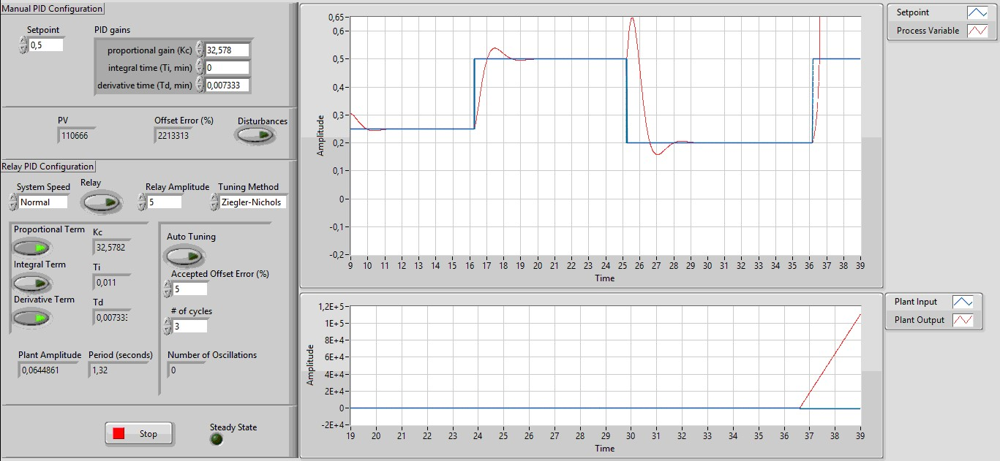 Manual PID Configuration
Setpoint
0,5
PID gains
proportional gain (Kc) 32,578
integral time (Ti, min) 0
derivative time (Td, min) 0,007333
PV
110666
Offset Error (%)
2213313
Disturbances
Relay PID Configuration
System Speed
Normal
Relay
Relay Amplitude
5
Tuning Method
Ziegler-Nichols
Proportional Term
Kc
32,5782
Integral Term
Ti
0,011
Derivative Term
Td
0,007333
Auto Tuning
Accepted Offset Error (%)
5
# of cycles
3
Plant Amplitude
0,0644861
Period (seconds)
1,32
Number of Oscillations
0
Stop
Steady State
Amplitude
0,65
0,6
0,5
0,4
0,3
0,2
0,1
0
-0,1
-0,2
9 10 11 12 13 14 15 16 17 18 19 20 21 22 23 24 25 26 27 28 29 30 31 32 33 34 35 36 37 38 39
Time
Setpoint
Process Variable
Amplitude
1,2E+5
1E+5
8E+4
6E+4
4E+4
2E+4
0
-2E+4
19 20 21 22 23 24 25 26 27 28 29 30 31 32 33 34 35 36 37 38 39
Time
Plant Input
Plant Output